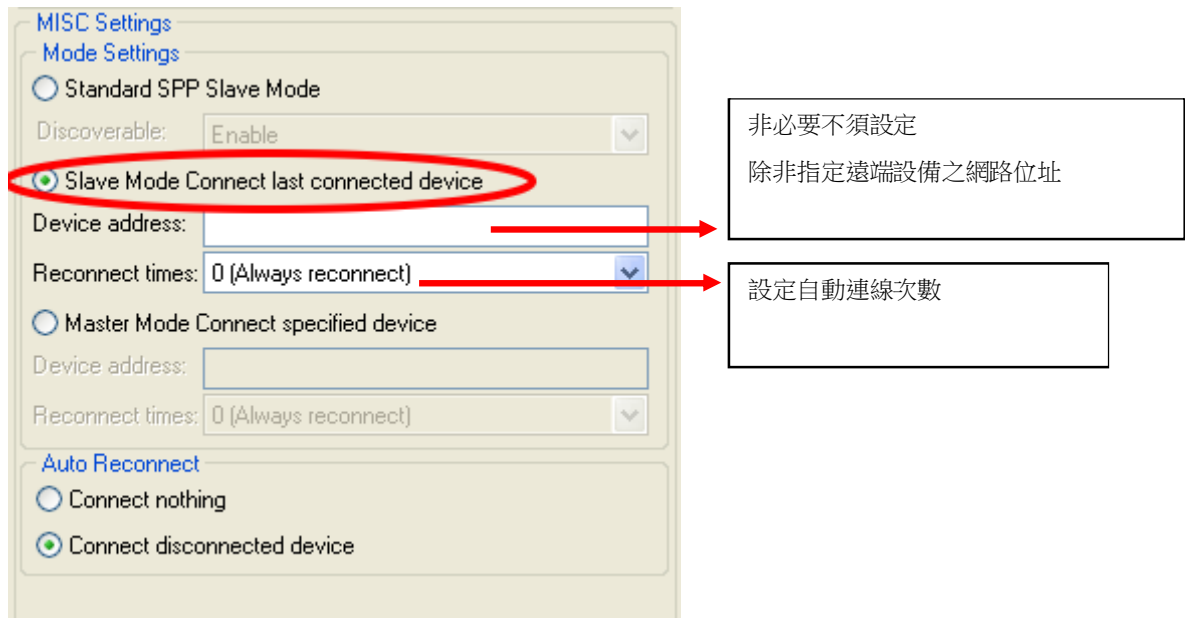 MISC Settings
Mode Settings
Standard SPP Slave Mode
Discoverable: Enable
Slave Mode Connect last connected device
Device address:
Reconnect times: 0 (Always reconnect)
Master Mode Connect specified device
Device address:
Reconnect times: 0 (Always reconnect)
Auto Reconnect
Connect nothing
Connect disconnected device
非必要不須設定
除非指定遠端設備之網路位址
設定自動連線次數